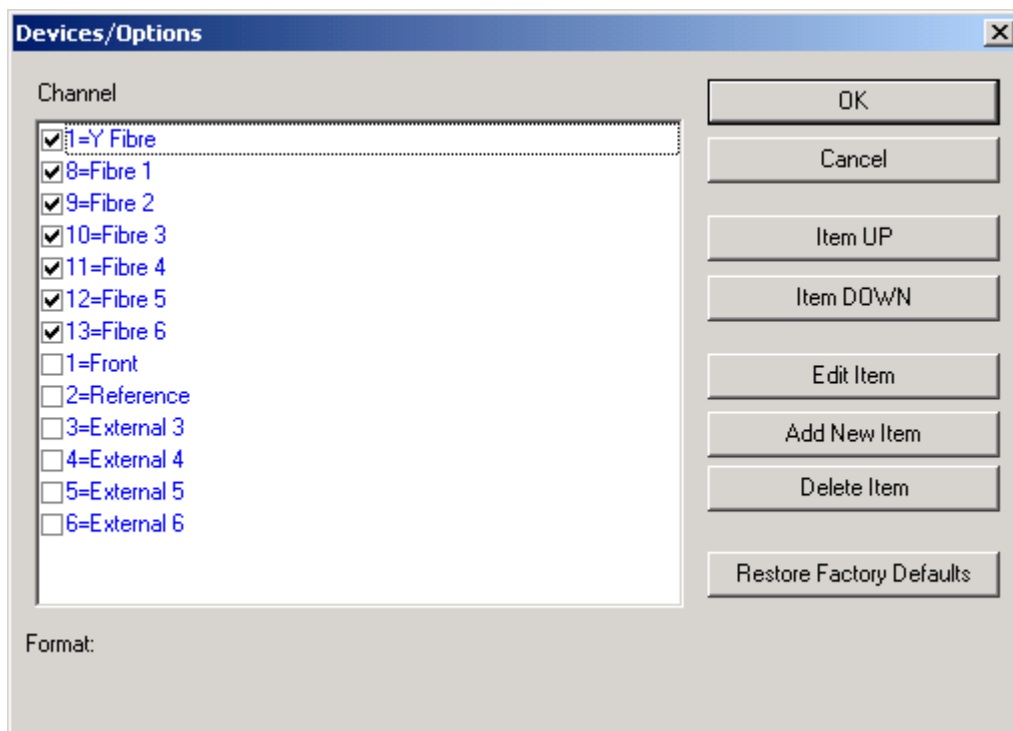 Devices/Options
Channel
1=Y Fibre
8=Fibre 1
9=Fibre 2
10=Fibre 3
11=Fibre 4
12=Fibre 5
13=Fibre 6
1=Front
2=Reference
3=External 3
4=External 4
5=External 5
6=External 6
OK
Cancel
Item UP
Item DOWN
Edit Item
Add New Item
Delete Item
Restore Factory Defaults
Format: